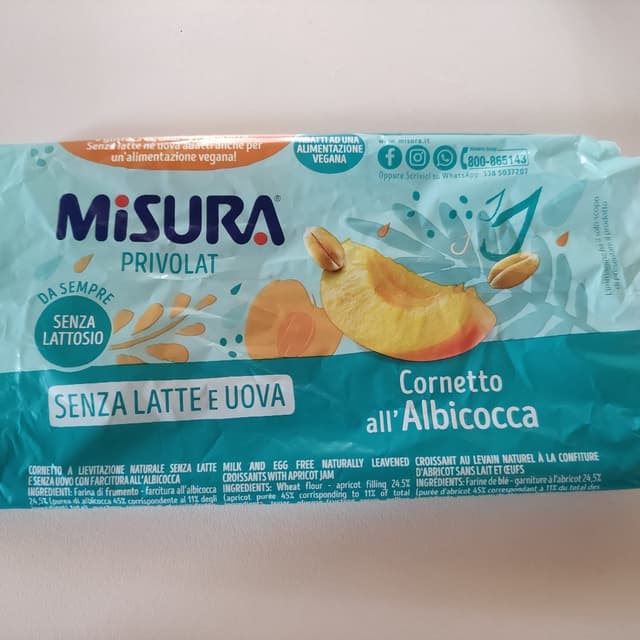 Senza latte né uova adatti anche per
un'alimentazione vegana!
ADATTI AD UNA
ALIMENTAZIONE
VEGANA
www.misura.it
800-865143
Oppure Scrivici su WhatsApp: 338 5037707
MiSURA®
PRIVOLAT
DA SEMPRE
SENZA
LATTOSIO
SENZA LATTE E UOVA
Cornetto
all'Albicocca
CORNETTO A LIEVITAZIONE NATURALE SENZA LATTE
E SENZA UOVO CON FARCITURA ALL'ALBICOCCA
INGREDIENTI: Farina di frumento - farcitura all'albicocca
24,5% (purea di albicocca 45% corrispondente al 11% degli
MILK AND EGG FREE NATURALLY LEAVENED
CROISSANTS WITH APRICOT JAM
INGREDIENTS: Wheat flour - apricot filling 24.5%
(apricot purée 45% corresponding to 11% of total
CROISSANT AU LEVAIN NATUREL À LA CONFITURE
D'ABRICOT SANS LAIT ET ŒUFS
INGRÉDIENTS: Farine de blé - garniture à l'abricot 24,5%
(purée d'abricot 45% correspondant à 11% du total des